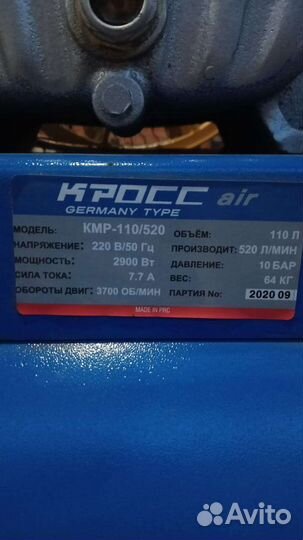 КРОСС air
GERMANY TYPE
МОДЕЛЬ: КМР-110/520 ОБЪЁМ: 110 Л
НАПРЯЖЕНИЕ: 220 В/50 Гц ПРОИЗВОДИТ: 520 Л/МИН
МОЩНОСТЬ: 2900 Вт ДАВЛЕНИЕ: 10 БАР
СИЛА ТОКА: 7.7 А ВЕС: 64 КГ
ОБОРОТЫ ДВИГ: 3700 ОБ/МИН ПАРТИЯ No: 2020 09
MADE IN PRC
Avito